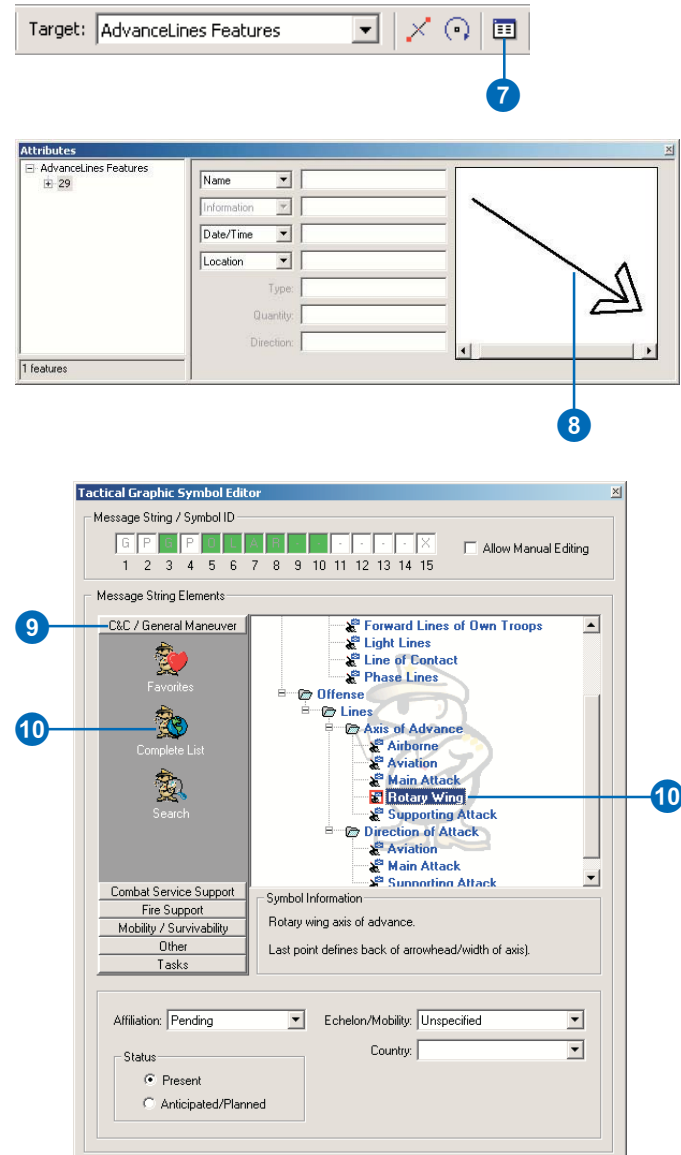 Target: AdvanceLines Features
7
Attributes
AdvanceLines Features
29
1 features
Name
Information
Date/Time
Location
Type:
Quantity:
Direction:
8
Tactical Graphic Symbol Editor
Message String / Symbol ID
G P G P O L A R - - - - - - X
1 2 3 4 5 6 7 8 9 10 11 12 13 14 15
Allow Manual Editing
Message String Elements
9
C&C / General Maneuver
Favorites
10
Complete List
Search
Combat Service Support
Fire Support
Mobility / Survivability
Other
Tasks
Forward Lines of Own Troops
Light Lines
Line of Contact
Phase Lines
Offense
Lines
Axis of Advance
Airborne
Aviation
Main Attack
Rotary Wing
10
Supporting Attack
Direction of Attack
Aviation
Main Attack
Supporting Attack
Symbol Information
Rotary wing axis of advance.
Last point defines back of arrowhead/width of axis).
Affiliation: Pending
Echelon/Mobility: Unspecified
Country:
Status
Present
Anticipated/Planned